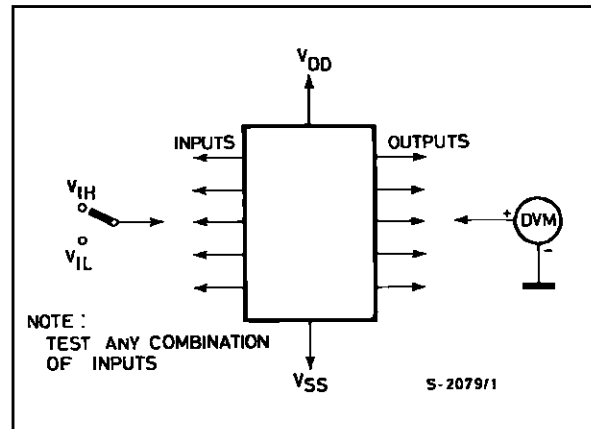 VDD
INPUTS
OUTPUTS
VIH
VIL
+
DVM
-
NOTE :
TEST ANY COMBINATION
OF INPUTS
VSS
S-2079/1